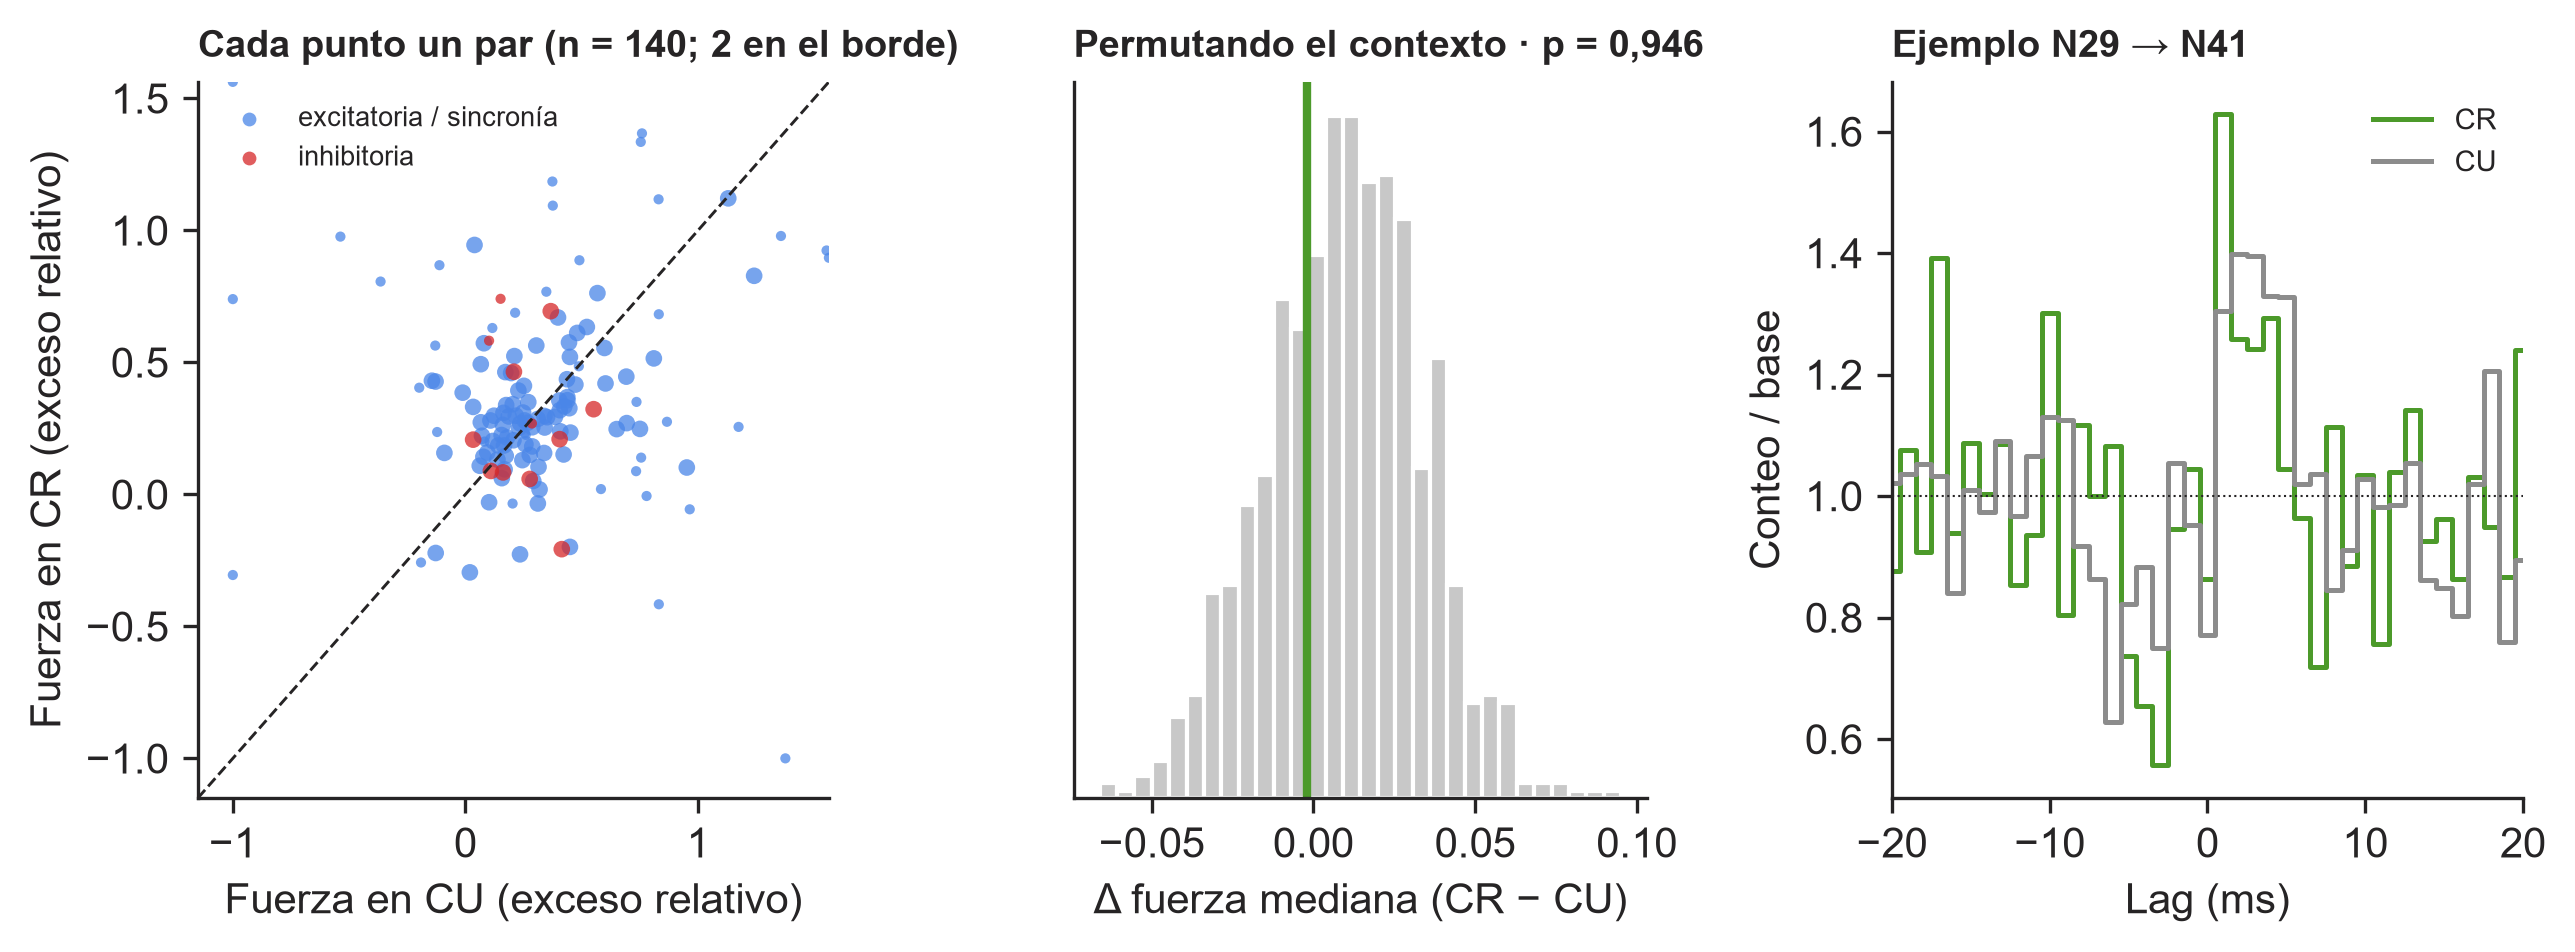 Cada punto un par (n = 140; 2 en el borde)
1.5
1.0
0.5
0.0
−0.5
−1.0
Fuerza en CR (exceso relativo)
excitatoria / sincronía
inhibitoria
−1
0
1
Fuerza en CU (exceso relativo)
Permutando el contexto · p = 0,946
−0.05
0.00
0.05
0.10
Δ fuerza mediana (CR − CU)
Ejemplo N29 → N41
1.6
1.4
1.2
1.0
0.8
0.6
Conteo / base
CR
CU
−20
−10
0
10
20
Lag (ms)